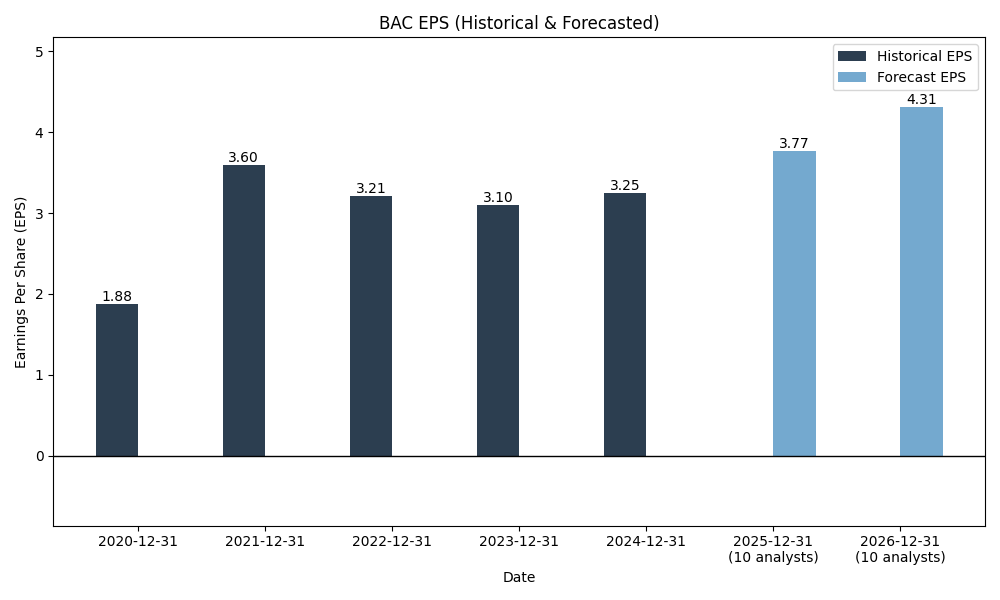 BAC EPS (Historical & Forecasted)
Historical EPS
Forecast EPS
Earnings Per Share (EPS)
5
4
3
2
1
0
1.88
3.60
3.21
3.10
3.25
3.77
4.31
2020-12-31
2021-12-31
2022-12-31
2023-12-31
2024-12-31
2025-12-31
(10 analysts)
2026-12-31
(10 analysts)
Date